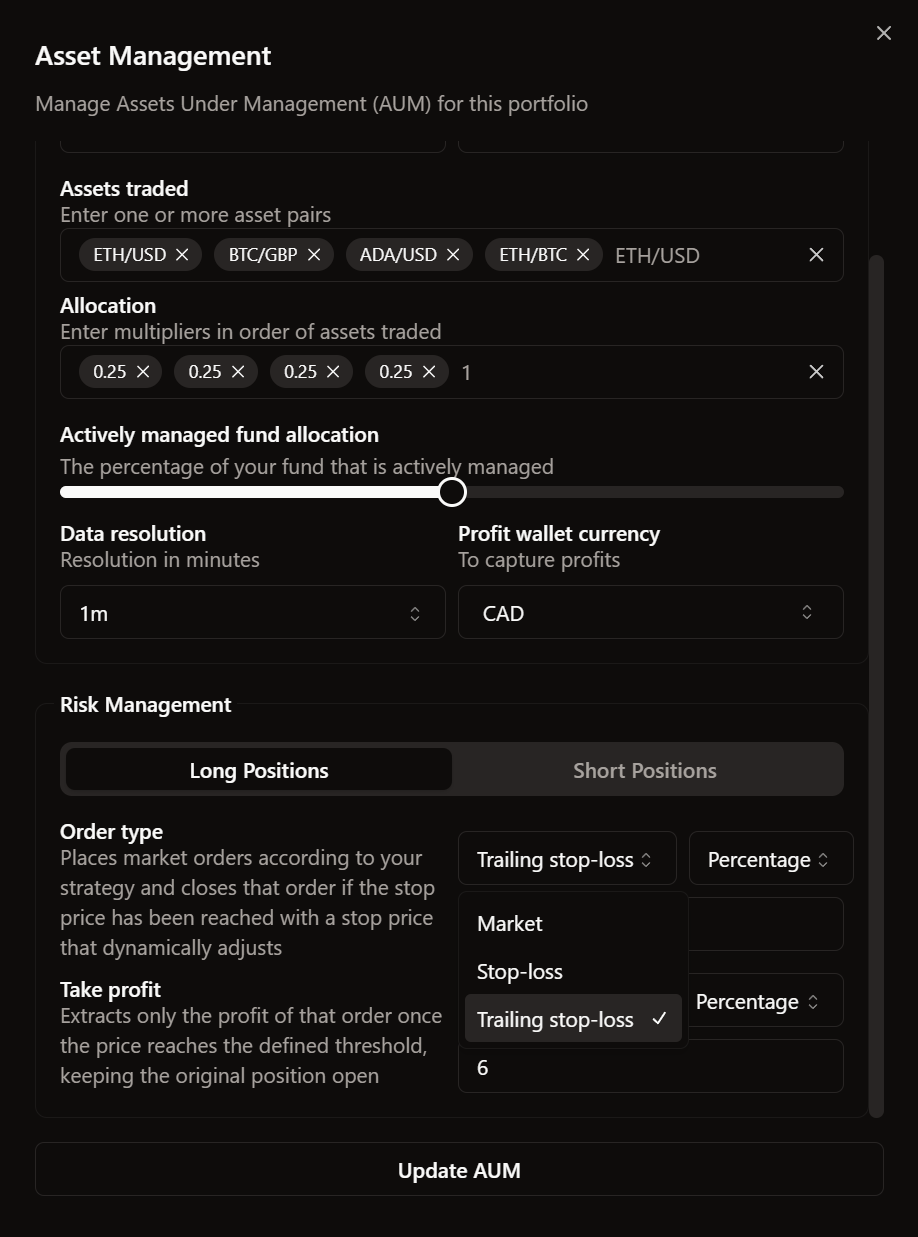 Asset Management
Manage Assets Under Management (AUM) for this portfolio
Assets traded
Enter one or more asset pairs
ETH/USD BTC/GBP ADA/USD ETH/BTC ETH/USD
Allocation
Enter multipliers in order of assets traded
0.25 0.25 0.25 0.25 1
Actively managed fund allocation
The percentage of your fund that is actively managed
Data resolution
Resolution in minutes
1m
Profit wallet currency
To capture profits
CAD
Risk Management
Long Positions Short Positions
Order type
Places market orders according to your
strategy and closes that order if the stop
price has been reached with a stop price
that dynamically adjusts
Trailing stop-loss Percentage
Market
Stop-loss
Trailing stop-loss
Take profit
Extracts only the profit of that order once
the price reaches the defined threshold,
keeping the original position open
Percentage
6
Update AUM